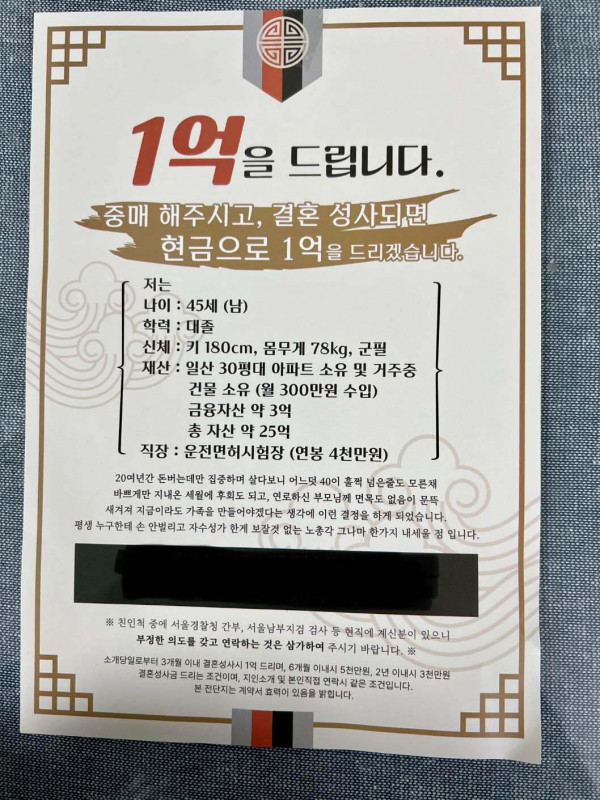 1억을 드립니다.
중매 해주시고, 결혼 성사되면
현금으로 1억을 드리겠습니다.
저는
나이 : 45세 (남)
학력 : 대졸
신체 : 키 180cm, 몸무게 78kg, 군필
재산 : 일산 30평대 아파트 소유 및 거주중
건물 소유 (월 300만원 수입)
금융자산 약 3억
총 자산 약 25억
직장 : 운전면허시험장 (연봉 4천만원)
20여년간 돈버는데만 집중하며 살다보니 어느덧 40이 훌쩍 넘은줄도 모른채
바쁘게만 지내온 세월에 후회도 되고, 연로하신 부모님께 면목도 없음이 문뜩
새겨져 지금이라도 가족을 만들어야겠다는 생각에 이런 결정을 하게 되었습니다.
평생 누구한테 손 안벌리고 자수성가 한게 보잘것 없는 노총각 그나마 한가지 내세울 점 입니다.
※ 친인척 중에 서울경찰청 간부, 서울남부지검 검사 등 현직에 계신분이 있으니
부정한 의도를 갖고 연락하는 것은 삼가하여 주시기 바랍니다. ※
소개당일로부터 3개월 이내 결혼성사시 1억 드리며, 6개월 이내시 5천만원, 2년 이내시 3천만원
결혼성사금 드리는 조건이며, 지인소개 및 본인직접 연락시 같은 조건입니다.
본 전단지는 계약서 효력이 있음을 밝힙니다.